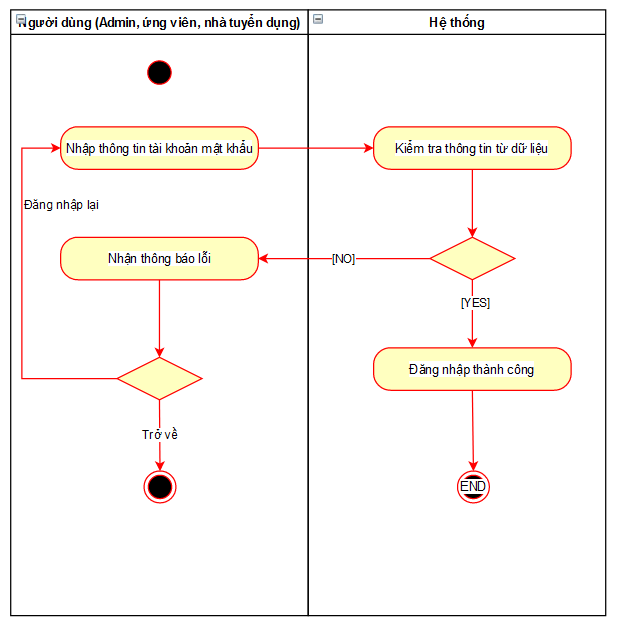 Người dùng (Admin, ứng viên, nhà tuyển dụng)
Hệ thống
Nhập thông tin tài khoản mật khẩu
Kiểm tra thông tin từ dữ liệu
Đăng nhập lại
Nhận thông báo lỗi
[NO]
[YES]
Đăng nhập thành công
Trở về
END